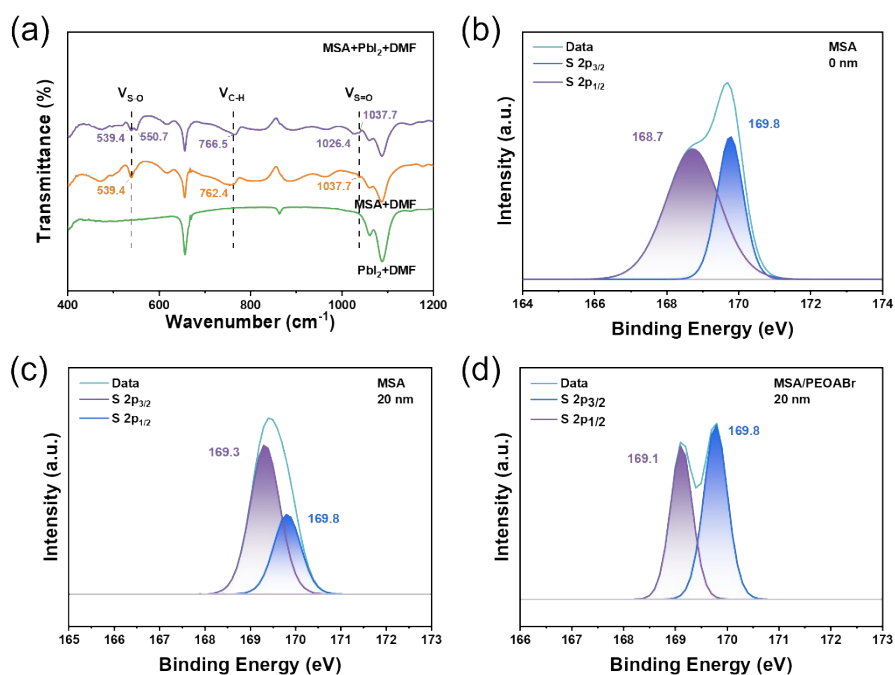 (a)
MSA+PbI₂+DMF
V_S-O
V_C-H
V_S=O
1037.7
539.4
550.7
766.5
1026.4
539.4
762.4
1037.7
MSA+DMF
PbI₂+DMF
Transmittance (%)
400 600 800 1000 1200
Wavenumber (cm⁻¹)
(b)
Data
S 2p₃/₂
S 2p₁/₂
MSA
0 nm
168.7
169.8
Intensity (a.u.)
164 166 168 170 172 174
Binding Energy (eV)
(c)
Data
S 2p₃/₂
S 2p₁/₂
MSA
20 nm
169.3
169.8
Intensity (a.u.)
165 166 167 168 169 170 171 172 173
Binding Energy (eV)
(d)
Data
S 2p3/2
S 2p1/2
MSA/PEOABr
20 nm
169.1
169.8
Intensity (a.u.)
166 167 168 169 170 171 172 173
Binding Energy (eV)